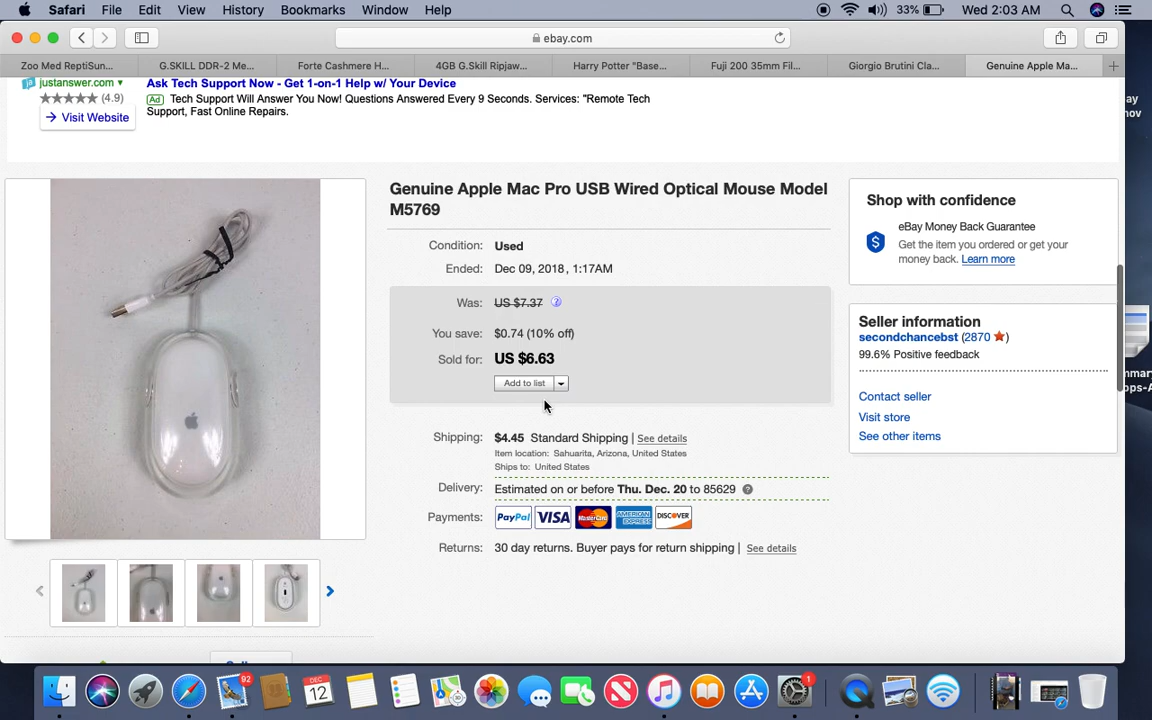 Safari File Edit View History Bookmarks Window Help 33% Wed 2:03 AM
ebay.com
Zoo Med ReptiSun... G.SKILL DDR-2 Me... Forte Cashmere H... 4GB G.Skill Ripjaw... Harry Potter "Base... Fuji 200 35mm Fil... Giorgio Brutini Cla... Genuine Apple Ma...
justanswer.com
(4.9)
Visit Website
Ask Tech Support Now - Get 1-on-1 Help w/ Your Device
Ad Tech Support Will Answer You Now! Questions Answered Every 9 Seconds. Services: "Remote Tech
Support, Fast Online Repairs.
Genuine Apple Mac Pro USB Wired Optical Mouse Model
M5769
Condition: Used
Ended: Dec 09, 2018 , 1:17AM
Was: US $7.37
You save: $0.74 (10% off)
Sold for: US $6.63
Add to list
Shipping: $4.45 Standard Shipping | See details
Item location: Sahuarita, Arizona, United States
Ships to: United States
Delivery: Estimated on or before Thu. Dec. 20 to 85629
Payments: PayPal VISA MasterCard AMERICAN EXPRESS DISCOVER
Returns: 30 day returns. Buyer pays for return shipping | See details
Shop with confidence
eBay Money Back Guarantee
Get the item you ordered or get your
money back. Learn more
Seller information
secondchancebst (2870)
99.6% Positive feedback
Contact seller
Visit store
See other items
92
DEC
12
1